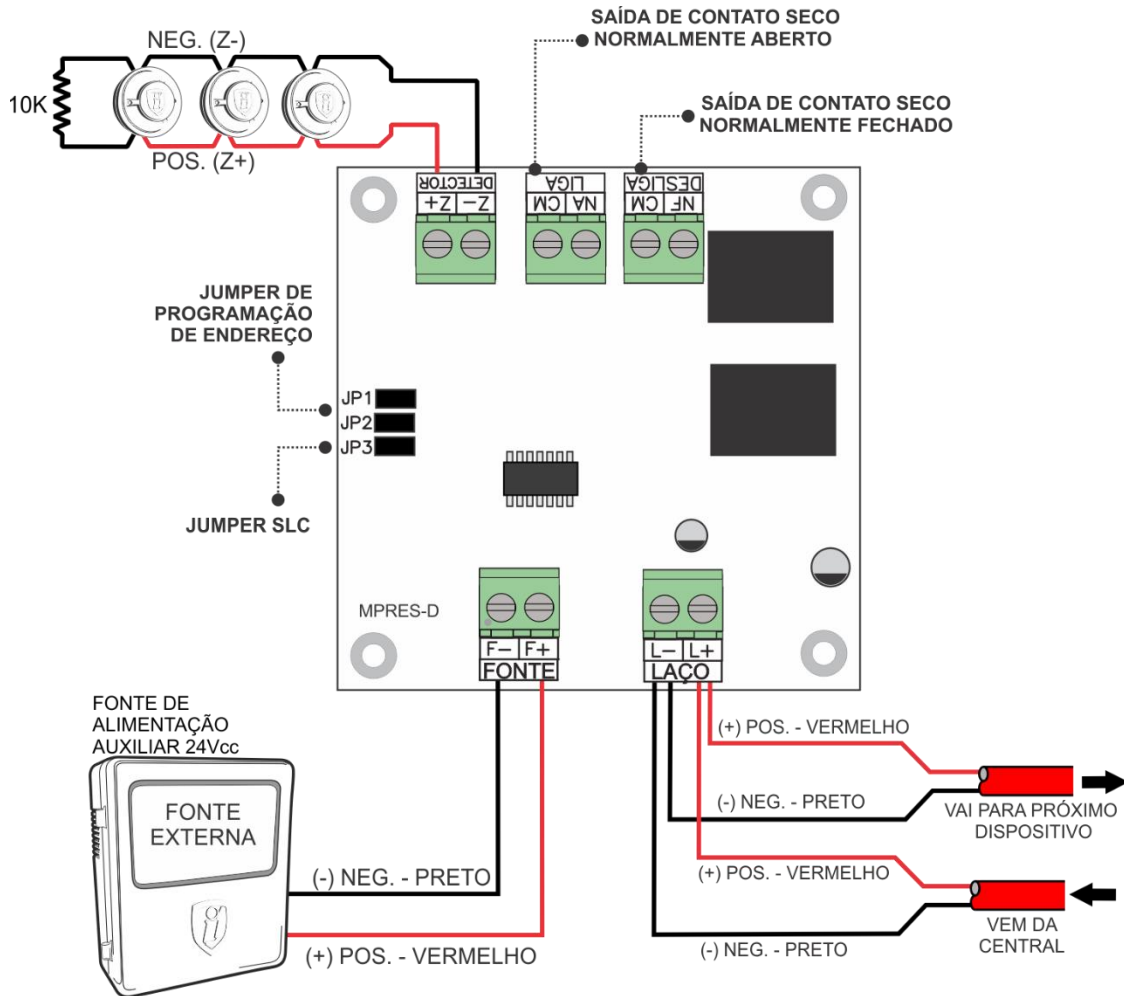 SAÍDA DE CONTATO SECO
NORMALMENTE ABERTO
NEG. (Z-)
10K
POS. (Z+)
SAÍDA DE CONTATO SECO
NORMALMENTE FECHADO
DETECTOR
Z+ Z-
LIGA
CM NA
DESLIGA
CM NF
JUMPER DE
PROGRAMAÇÃO
DE ENDEREÇO
JP1
JP2
JP3
JUMPER SLC
MPRES-D
F- F+
FONTE
L- L+
LAÇO
FONTE DE
ALIMENTAÇÃO
AUXILIAR 24Vcc
FONTE
EXTERNA
(-) NEG. - PRETO
(+) POS. - VERMELHO
(+) POS. - VERMELHO
(-) NEG. - PRETO
VAI PARA PRÓXIMO
DISPOSITIVO
(+) POS. - VERMELHO
(-) NEG. - PRETO
VEM DA
CENTRAL